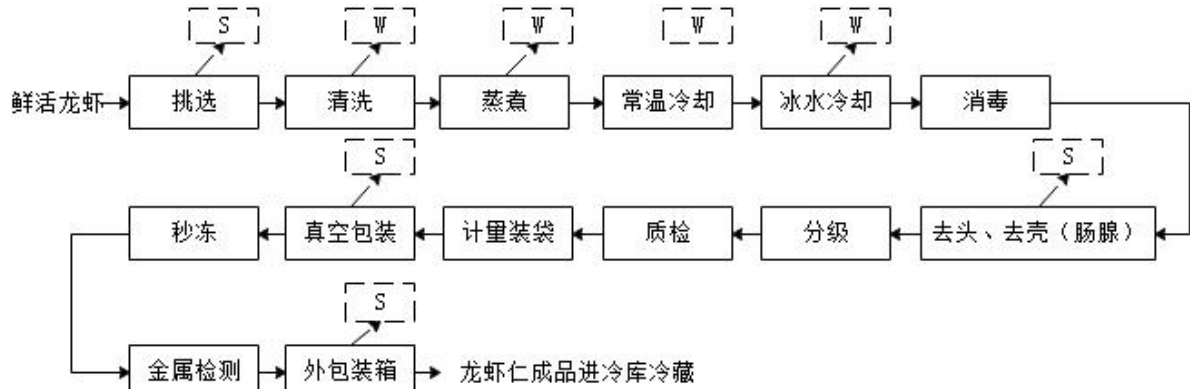 S W W W W
鲜活龙虾 挑选 清洗 蒸煮 常温冷却 冰水冷却 消毒
S S
秒冻 真空包装 计量装袋 质检 分级 去头、去壳（肠腺）
S
金属检测 外包装箱 龙虾仁成品进冷库冷藏